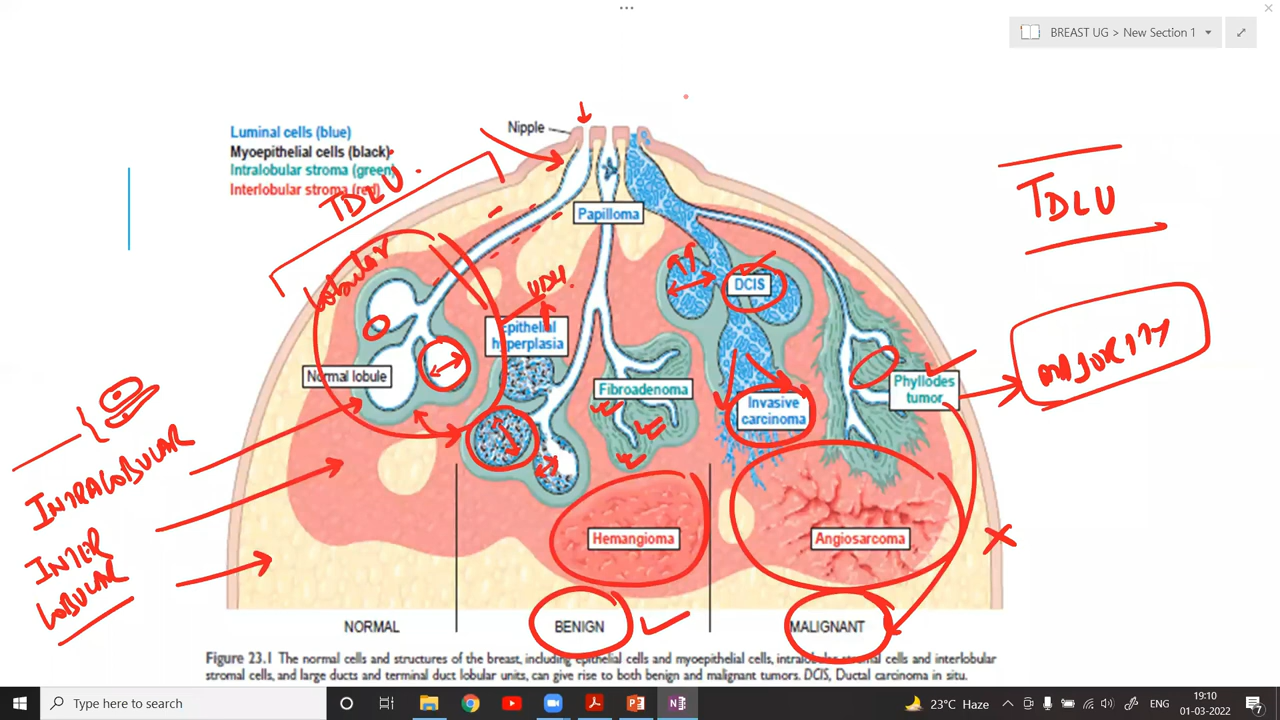 BREAST UG > New Section 1
Luminal cells (blue)
Myoepithelial cells (black)
Intralobular stroma (green)
Interlobular stroma (red)
Nipple
TDLU
TDLU
Papilloma
lobular
UDH
DCIS
Epithelial
hyperplasia
Normal lobule
Fibroadenoma
Invasive
carcinoma
Phyllodes
tumor
MAJORITY
INTRALOBULAR
INTER
LOBULAR
Hemangioma
Angiosarcoma
NORMAL
BENIGN
MALIGNANT
Figure 23.1 The normal cells and structures of the breast, including epithelial cells and myoepithelial cells, intralobular stromal cells and interlobular
stromal cells, and large ducts and terminal duct lobular units, can give rise to both benign and malignant tumors. DCIS, Ductal carcinoma in situ.
Type here to search
23°C Haze
ENG
19:10
01-03-2022
7